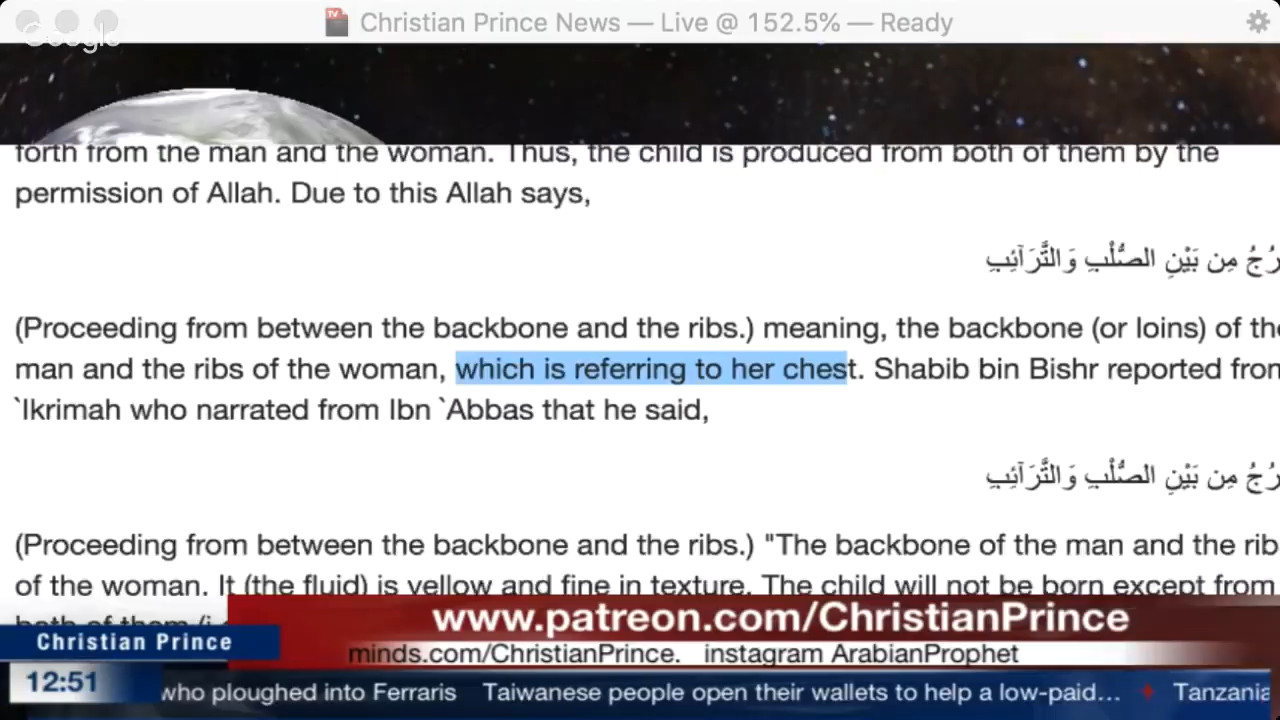 Christian Prince News — Live @ 152.5% — Ready
Google
forth from the man and the woman. Thus, the child is produced from both of them by the
permission of Allah. Due to this Allah says,
رُجُ مِن بَيْنِ الصُّلْبِ وَالتَّرَآئِبِ
(Proceeding from between the backbone and the ribs.) meaning, the backbone (or loins) of the
man and the ribs of the woman, which is referring to her chest. Shabib bin Bishr reported from
`Ikrimah who narrated from Ibn `Abbas that he said,
رُجُ مِن بَيْنِ الصُّلْبِ وَالتَّرَآئِبِ
(Proceeding from between the backbone and the ribs.) "The backbone of the man and the rib
of the woman. It (the fluid) is yellow and fine in texture. The child will not be born except from
both of them (i
www.patreon.com/ChristianPrince
Christian Prince
minds.com/ChristianPrince. instagram ArabianProphet
12:51
who ploughed into Ferraris Taiwanese people open their wallets to help a low-paid... Tanzania